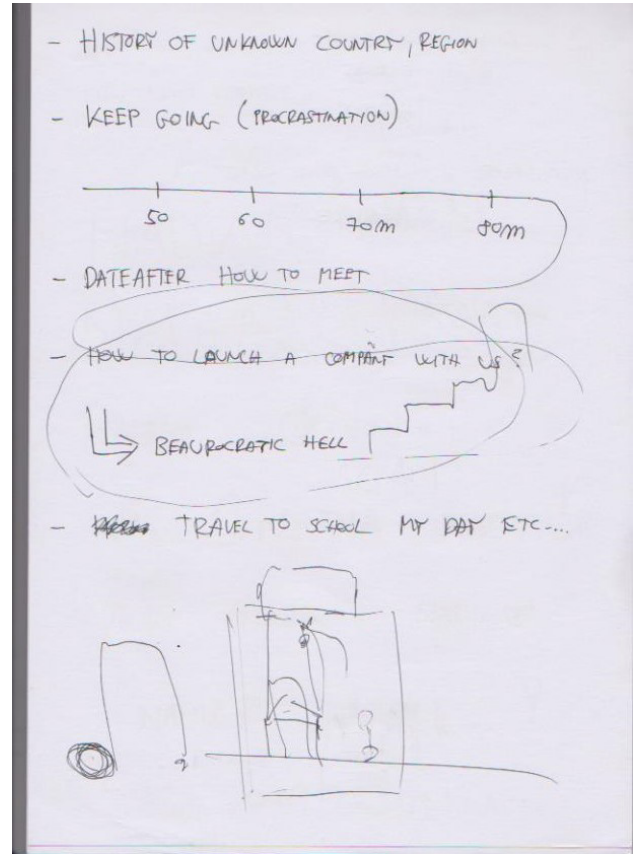 - HISTORY OF UNKNOWN COUNTRY, REGION
- KEEP GOING (PROCRASTINATION)
50 60 70m 80m
- DATEAFTER HOW TO MEET
- HOW TO LAUNCH A COMPANY WITH US?
BEAUROCRATIC HELL
- TRAVEL TO SCHOOL MY DAY ETC....